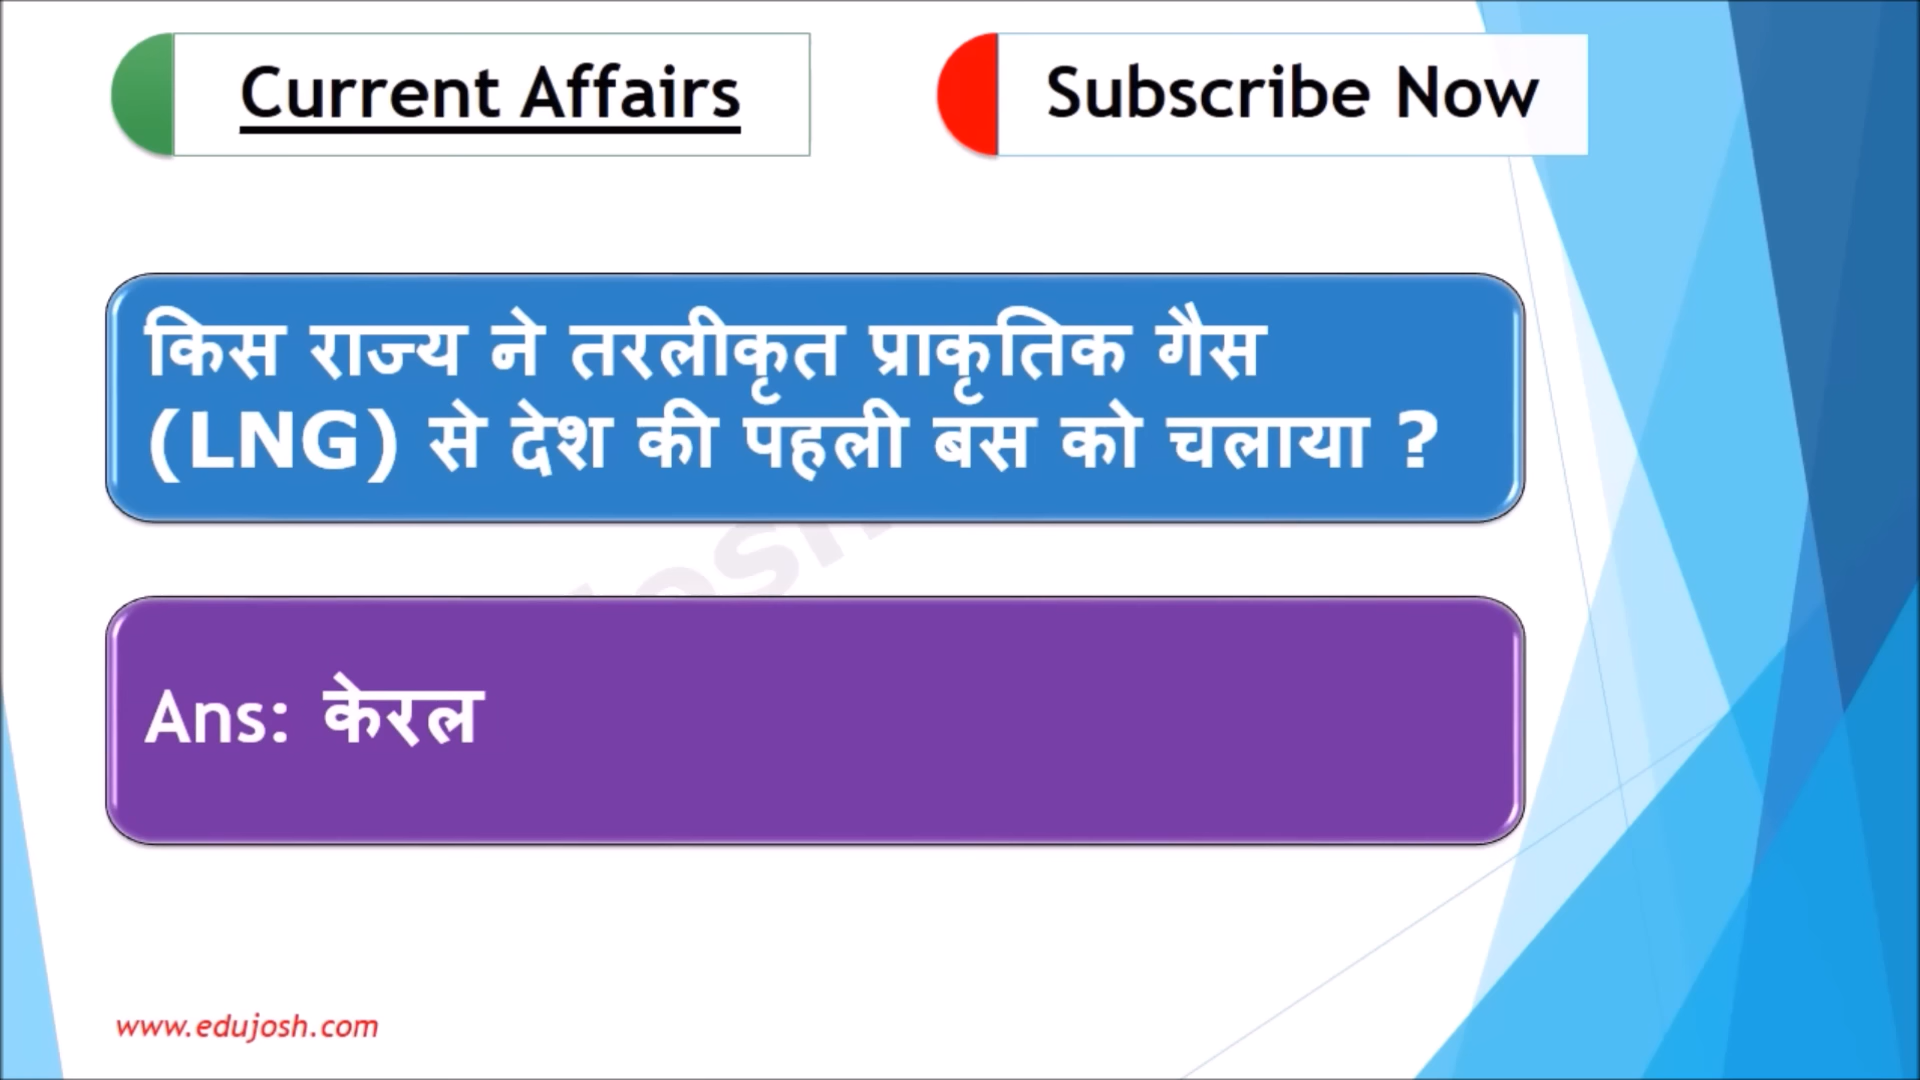 Current Affairs
Subscribe Now
किस राज्य ने तरलीकृत प्राकृतिक गैस
(LNG) से देश की पहली बस को चलाया ?
Ans: केरल
www.edujosh.com